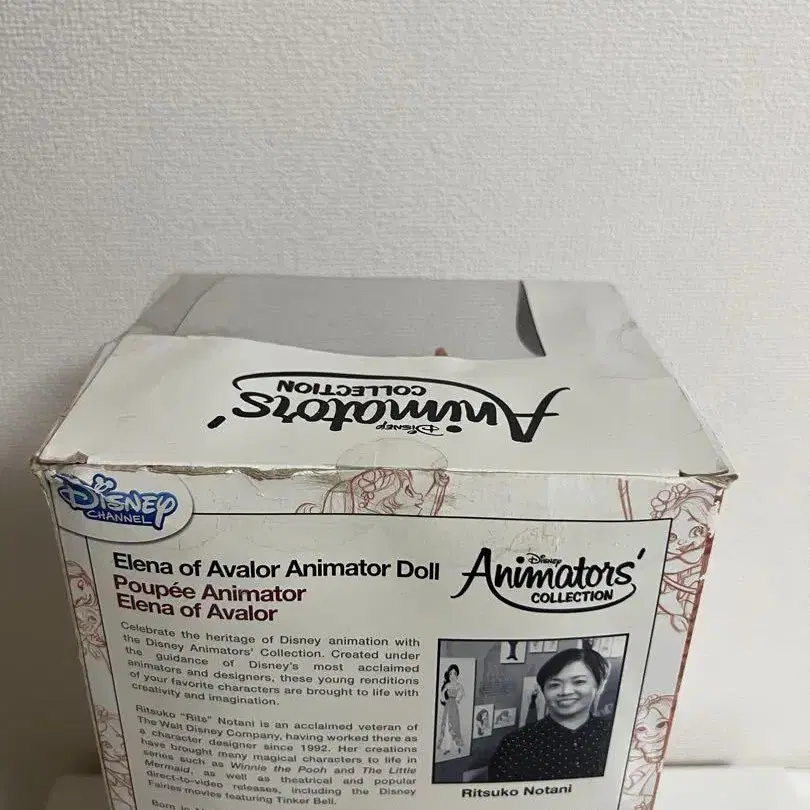 DISNEY
Animators'
COLLECTION
DISNEY
CHANNEL
Elena of Avalor Animator Doll
Poupée Animator
Elena of Avalor
DISNEY
Animators'
COLLECTION
Celebrate the heritage of Disney animation with
the Disney Animators' Collection. Created under
the guidance of Disney's most acclaimed
animators and designers, these young renditions
of your favorite characters are brought to life with
creativity and imagination.
Ritsuko "Rits" Notani is an acclaimed veteran of
The Walt Disney Company, having worked there as
a character designer since 1992. Her creations
have brought many magical characters to life in
series such as Winnie the Pooh and The Little
Mermaid, as well as theatrical and popular
direct-to-video releases, including the Disney
Fairies movies featuring Tinker Bell.
Born in
Ritsuko Notani